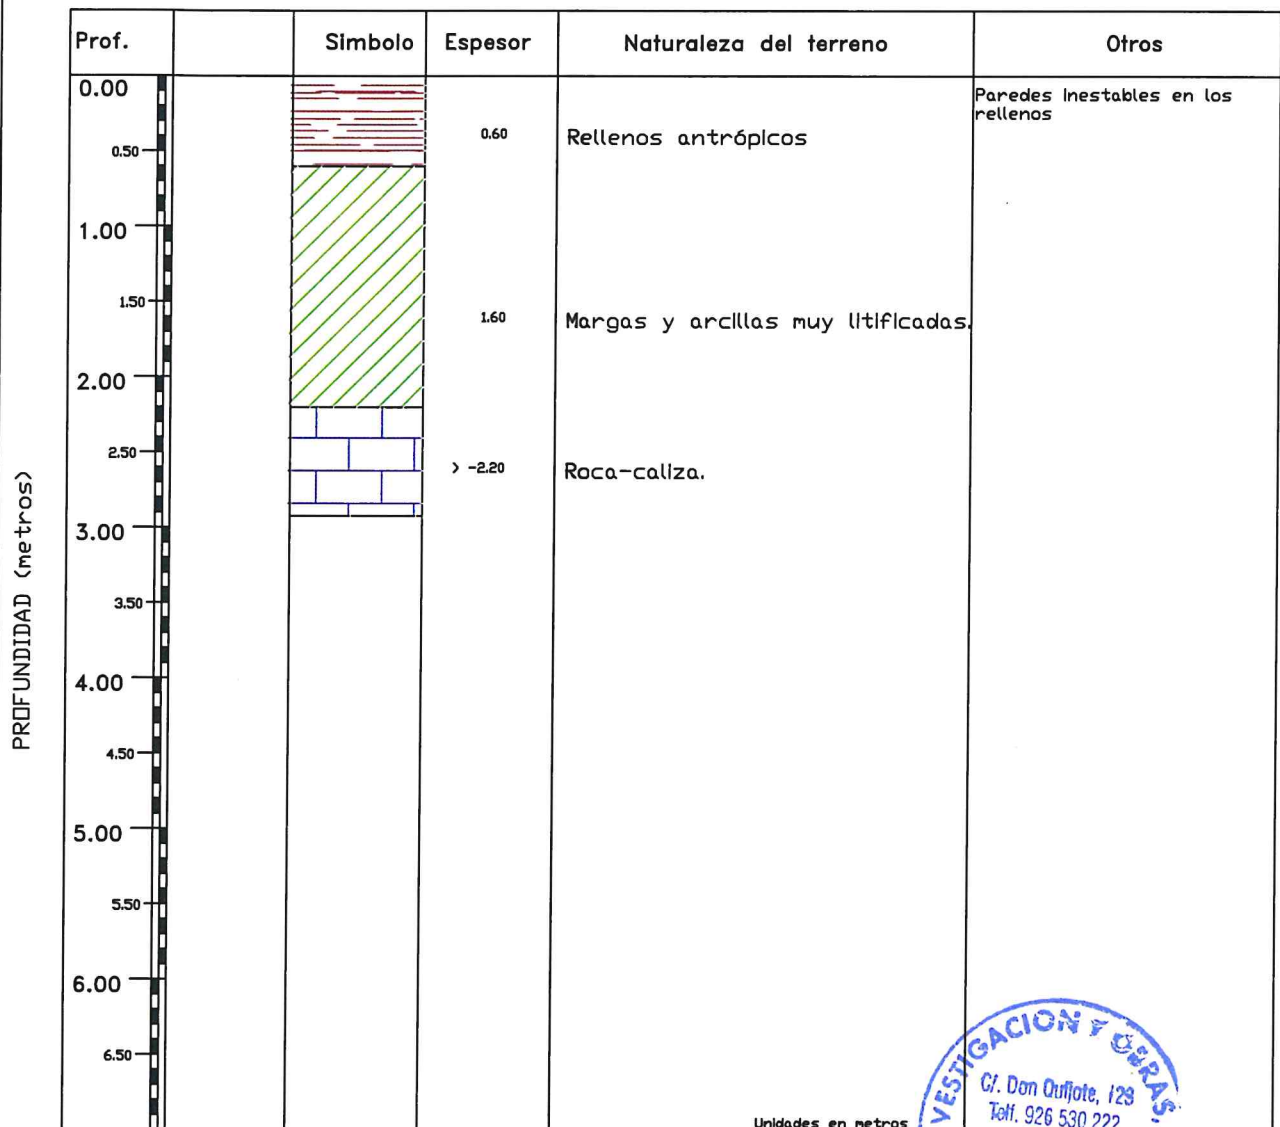 Prof.
Simbolo
Espesor
Naturaleza del terreno
Otros
0.00
Paredes Inestables en los
rellenos
0.60
Rellenos antrópicos
0.50
1.00
1.50
1.60
Margas y arcillas muy litificadas.
2.00
2.50
> -2.20
Roca-caliza.
3.00
3.50
4.00
4.50
5.00
5.50
6.00
6.50
PROFUNDIDAD (metros)
VESTIGACION Y OBRAS,
C/. Don Quijote, 129
Telf. 926 530 222
Unidades en metros